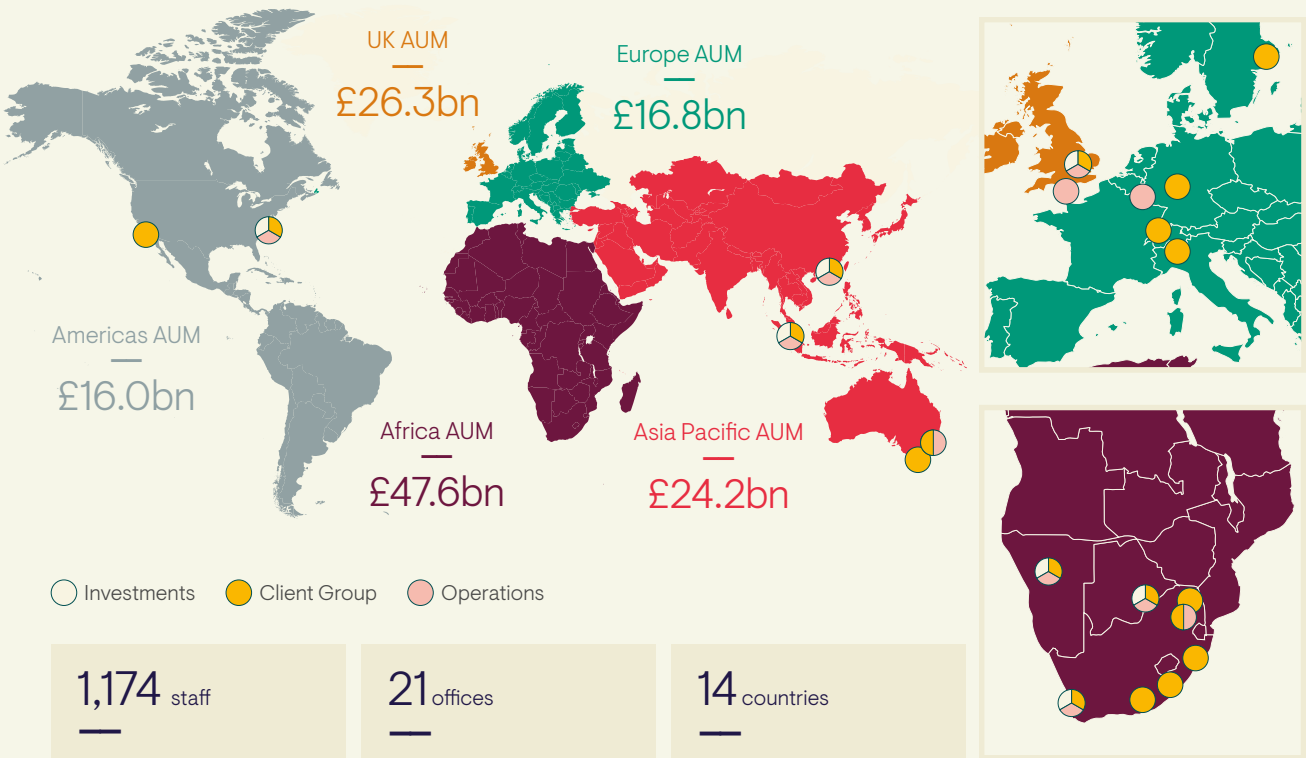 UK AUM
£26.3bn
Europe AUM
£16.8bn
Americas AUM
£16.0bn
Africa AUM
£47.6bn
Asia Pacific AUM
£24.2bn
Investments
Client Group
Operations
1,174 staff
21 offices
14 countries